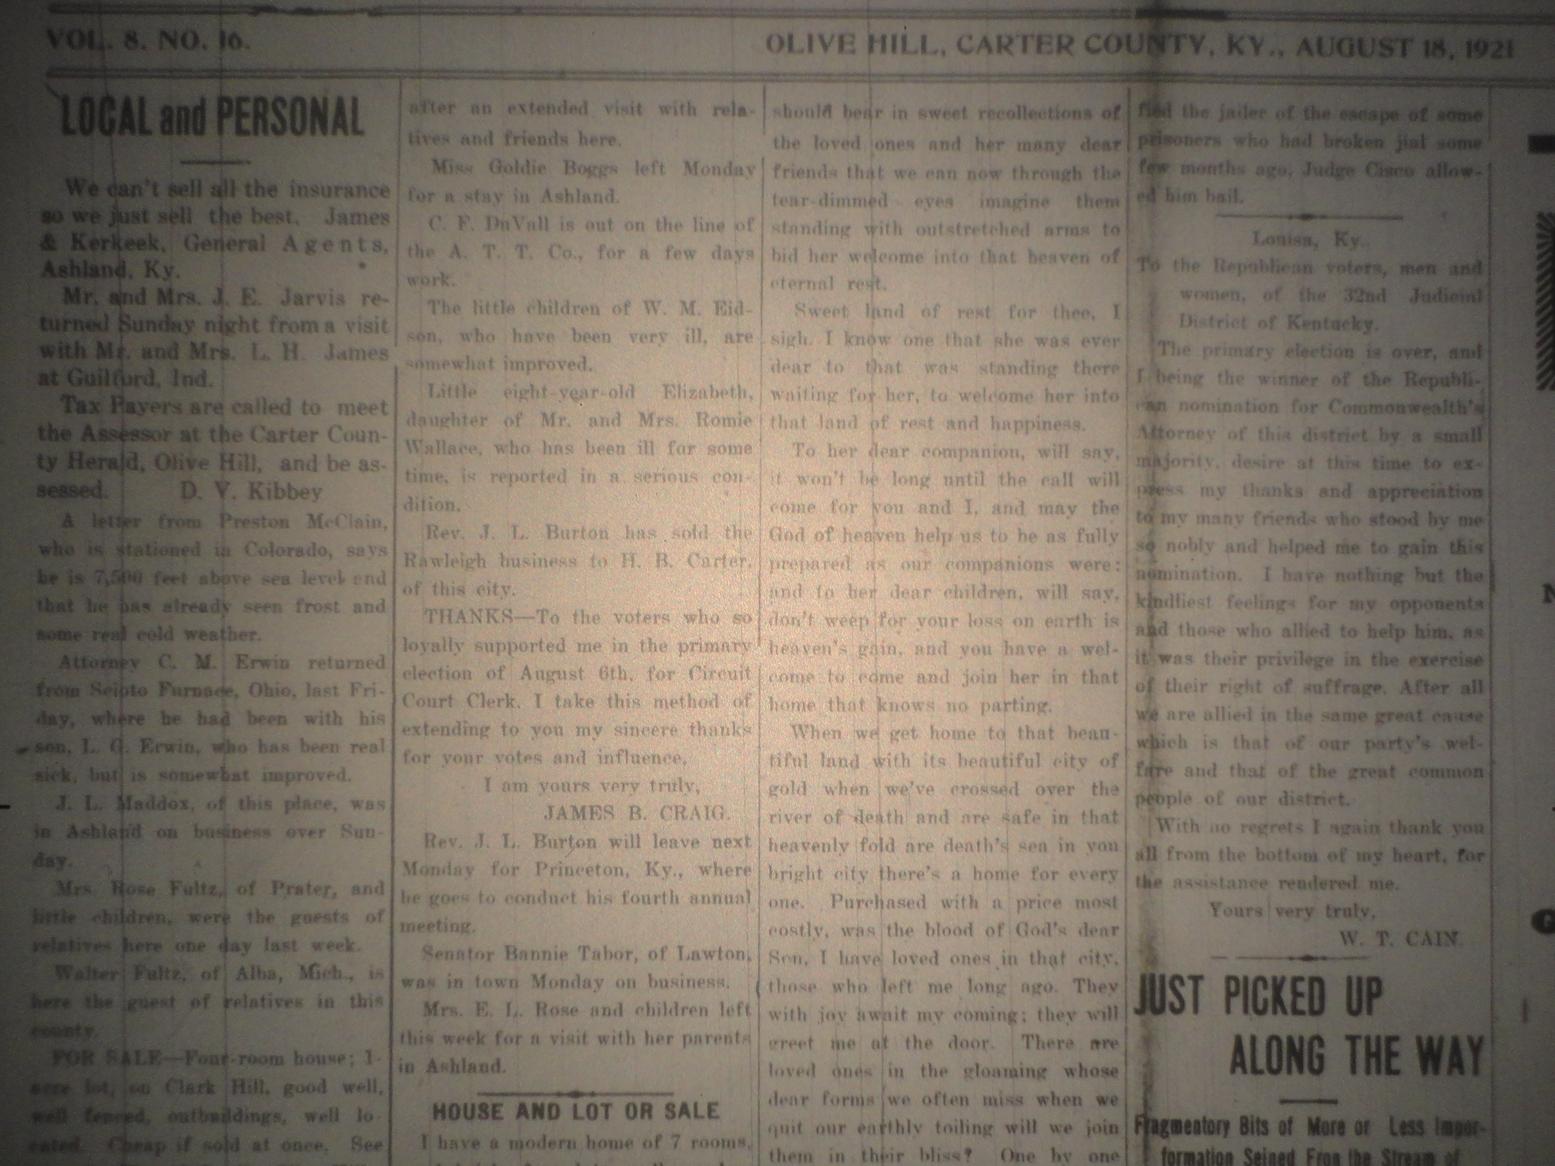 VOL. 8. NO. 16.
OLIVE HILL, CARTER COUNTY, KY., AUGUST 18, 1921
LOCAL and PERSONAL
We can't sell all the insurance
so we just sell the best. James
& Kerkeek, General Agents,
Ashland, Ky.
Mr. and Mrs. J. E. Jarvis re-
turned Sunday night from a visit
with Mr. and Mrs. L. H. James
at Guilford, Ind.
Tax Payers are called to meet
the Assessor at the Carter Coun-
ty Herald, Olive Hill, and be as-
sessed. D. V. Kibbey
A letter from Preston McClain,
who is stationed in Colorado, says
he is 7,500 feet above sea level end
that he has already seen frost and
some real cold weather.
Attorney C. M. Erwin returned
from Scioto Furnace, Ohio, last Fri-
day, where he had been with his
son, L. G. Erwin, who has been real
sick, but is somewhat improved.
J. L. Maddox, of this place, was
in Ashland on business over Sun-
day.
Mrs. Rose Fultz, of Prater, and
little children, were the guests of
relatives here one day last week.
Walter Fultz, of Alba, Mich., is
here the guest of relatives in this
county.
FOR SALE—Four-room house; 1-
acre lot, on Clark Hill, good well,
well fenced, outbuildings, well lo-
cated. Cheap if sold at once. See
after an extended visit with rela-
tives and friends here.
Miss Goldie Boggs left Monday
for a stay in Ashland.
C. F. DuVall is out on the line of
the A. T. T. Co., for a few days
work.
The little children of W. M. Eid-
son, who have been very ill, are
somewhat improved.
Little eight-year-old Elizabeth,
daughter of Mr. and Mrs. Romie
Wallace, who has been ill for some
time, is reported in a serious con-
dition.
Rev. J. L. Burton has sold the
Rawleigh business to H. B. Carter,
of this city.
THANKS—To the voters who so
loyally supported me in the primary
election of August 6th, for Circuit
Court Clerk, I take this method of
extending to you my sincere thanks
for your votes and influence,
I am yours very truly,
JAMES B. CRAIG.
Rev. J. L. Burton will leave next
Monday for Princeton, Ky., where
he goes to conduct his fourth annual
meeting.
Senator Bannie Tabor, of Lawton,
was in town Monday on business.
Mrs. E. L. Rose and children left
this week for a visit with her parents
in Ashland.
HOUSE AND LOT OR SALE
I have a modern home of 7 rooms,
should bear in sweet recollections of
the loved ones and her many dear
friends that we can now through the
tear-dimmed eyes imagine them
standing with outstretched arms to
bid her welcome into that heaven of
eternal rest.
Sweet land of rest for thee, I
sigh. I know one that she was ever
dear to that was standing there
waiting for her, to welcome her into
that land of rest and happiness.
To her dear companion, will say,
it won't be long until the call will
come for you and I, and may the
God of heaven help us to be as fully
prepared as our companions were:
and to her dear children, will say,
don't weep for your loss on earth is
heaven's gain, and you have a wel-
come to come and join her in that
home that knows no parting.
When we get home to that beau-
tiful land with its beautiful city of
gold when we've crossed over the
river of death and are safe in that
heavenly fold are death's sea in you
bright city there's a home for every
one. Purchased with a price most
costly, was the blood of God's dear
Son, I have loved ones in that city,
those who left me long ago. They
with joy await my coming; they will
greet me at the door. There are
loved ones in the gloaming whose
dear forms we often miss when we
quit our earthly toiling will we join
them in their bliss? One by one
fied the jailer of the escape of some
prisoners who had broken jial some
few months ago. Judge Cisco allow-
ed him bail.
Louisa, Ky.
To the Republican voters, men and
women, of the 32nd Judicial
District of Kentucky.
The primary election is over, and
I being the winner of the Republi-
can nomination for Commonwealth's
Attorney of this district by a small
majority, desire at this time to ex-
press my thanks and appreciation
to my many friends who stood by me
so nobly and helped me to gain this
nomination. I have nothing but the
kindliest feelings for my opponents
and those who allied to help him, as
it was their privilege in the exercise
of their right of suffrage. After all
we are allied in the same great cause
which is that of our party's wel-
fare and that of the great common
people of our district.
With no regrets I again thank you
all from the bottom of my heart, for
the assistance rendered me.
Yours very truly,
W. T. CAIN.
JUST PICKED UP
ALONG THE WAY
Fragmentory Bits of More or Less Impor-
formation Seined Fron the Stream of